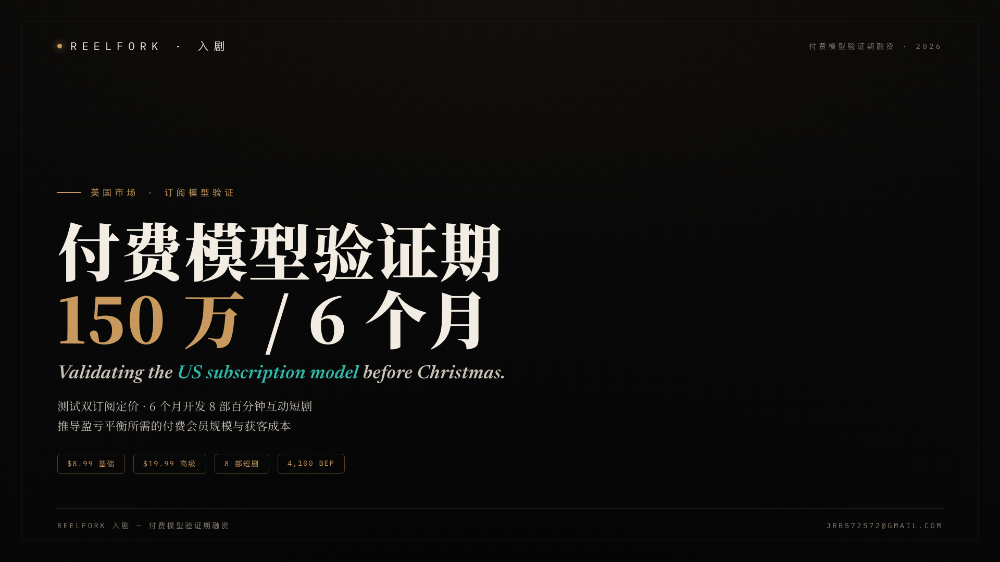 REELFORK · 入剧
付费模型验证期融资 · 2026
美国市场 · 订阅模型验证
付费模型验证期
150 万 / 6 个月
Validating the US subscription model before Christmas.
测试双订阅定价 · 6 个月开发 8 部百分钟互动短剧
推导盈亏平衡所需的付费会员规模与获客成本
$8.99 基础
$19.99 高级
8 部短剧
4,100 BEP
REELFORK 入剧 — 付费模型验证期融资
JRB572572@GMAIL.COM